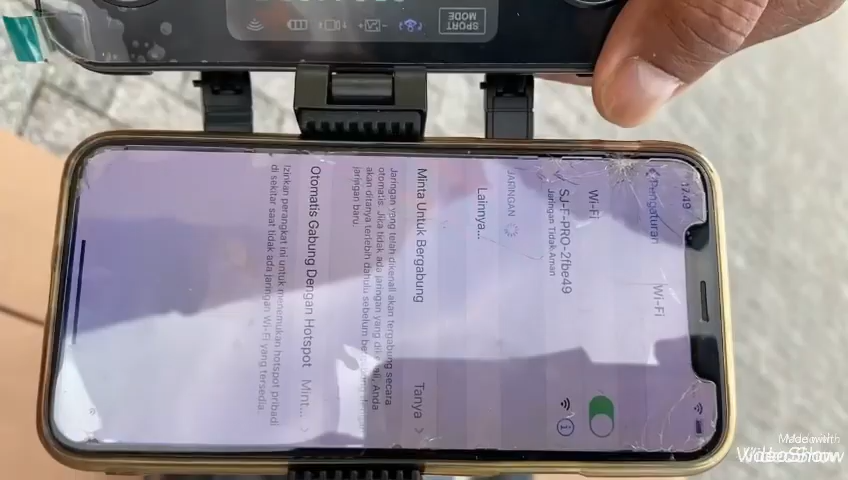 SPORT
MODE
17.49
Pengaturan
Wi-Fi
Wi-Fi
SJ-F-PRO-2fbe49
Jaringan Tidak Aman
JARINGAN
Lainnya...
Minta Untuk Bergabung
Tanya
Jaringan yang telah dikenali akan tergabung secara
otomatis. Jika tidak ada jaringan yang dikenali, Anda
akan ditanya terlebih dahulu sebelum bergabung dengan
jaringan baru.
Otomatis Gabung Dengan Hotspot
Mint...
Izinkan perangkat ini untuk menemukan hotspot pribadi
di sekitar saat tidak ada jaringan Wi-Fi yang tersedia.
Made with
VideoShow